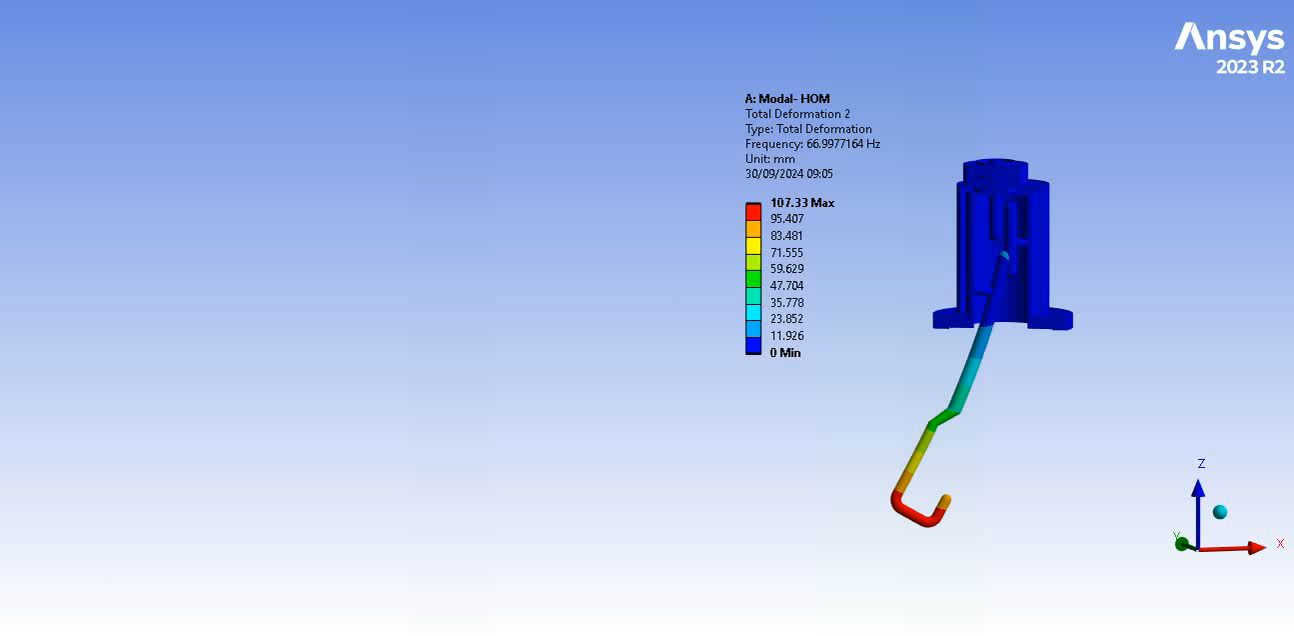 Ansys
2023 R2
A: Modal- HOM
Total Deformation 2
Type: Total Deformation
Frequency: 66.9977164 Hz
Unit: mm
30/09/2024 09:05
107.33 Max
95.407
83.481
71.555
59.629
47.704
35.778
23.852
11.926
0 Min
Z
Y
X